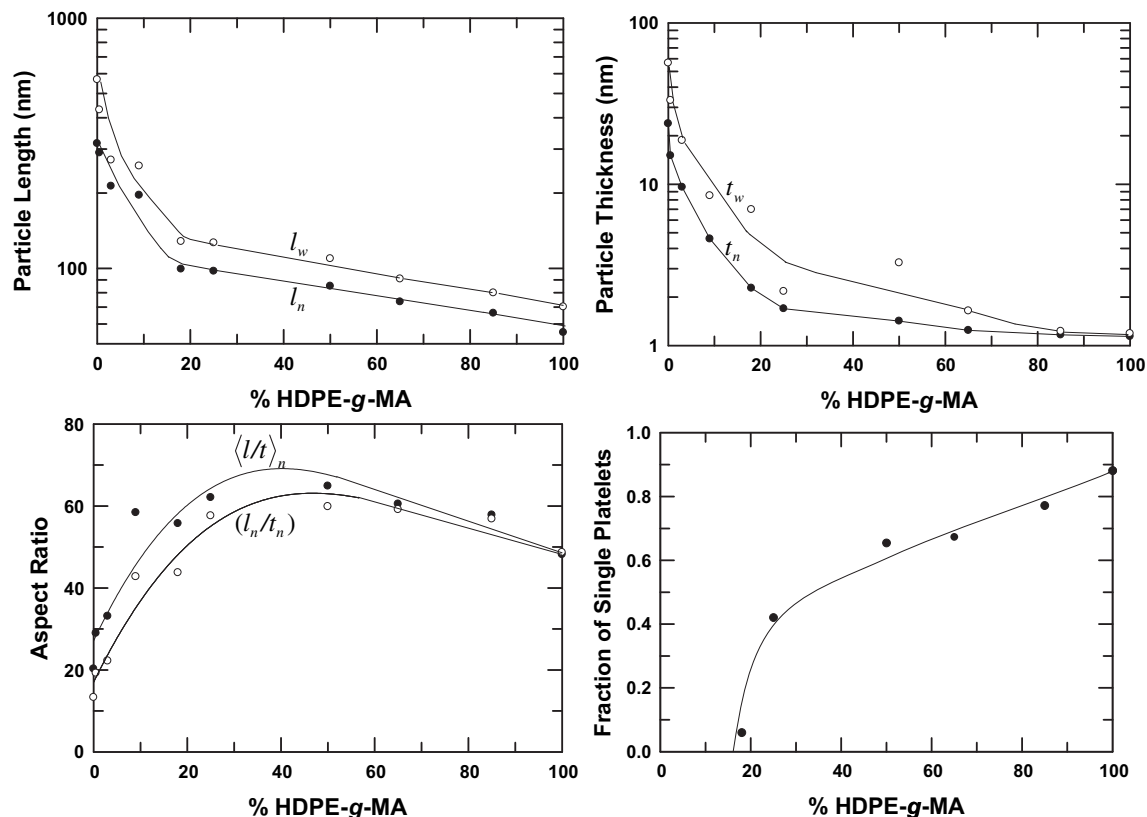 1000
100
Particle Length (nm)
l_w
l_n
0 20 40 60 80 100
% HDPE-g-MA
100
10
1
Particle Thickness (nm)
t_w
t_n
0 20 40 60 80 100
% HDPE-g-MA
80
60
40
20
0
Aspect Ratio
⟨l/t⟩_n
(l_n/t_n)
0 20 40 60 80 100
% HDPE-g-MA
1.0
0.8
0.6
0.4
0.2
0.0
Fraction of Single Platelets
0 20 40 60 80 100
% HDPE-g-MA